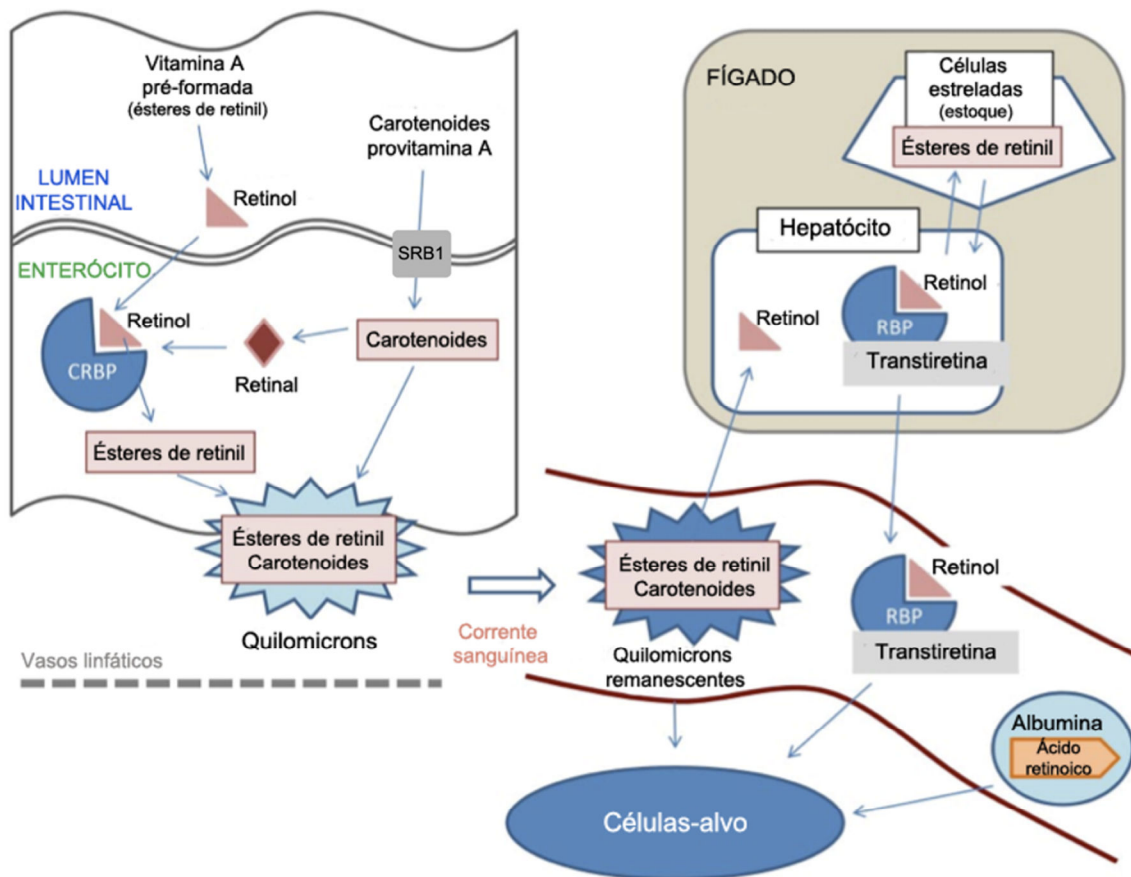 Vitamina A
pré-formada
(ésteres de retinil)
Carotenoides
provitamina A
LUMEN
INTESTINAL
Retinol
SRB1
ENTERÓCITO
Retinol
CRBP
Retinal
Carotenoides
Ésteres de retinil
Ésteres de retinil
Carotenoides
Quilomicrons
Vasos linfáticos
Corrente
sanguínea
Ésteres de retinil
Carotenoides
Quilomicrons
remanescentes
FÍGADO
Células
estreladas
(estoque)
Ésteres de retinil
Hepatócito
Retinol
Retinol
RBP
Transtiretina
Retinol
RBP
Transtiretina
Albumina
Ácido
retinoico
Células-alvo